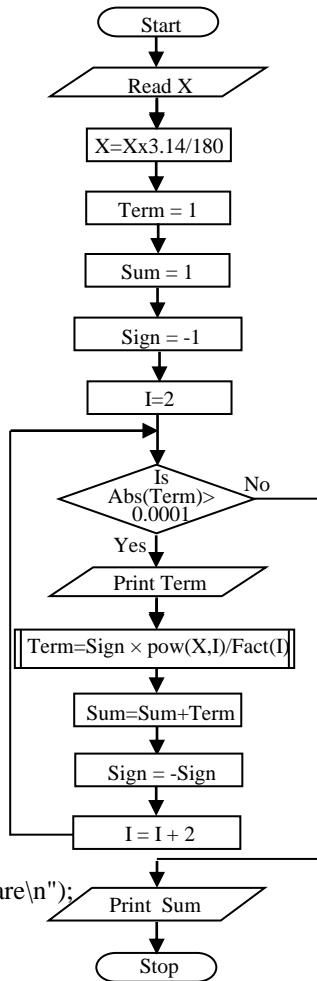 Start
Read X
X=Xx3.14/180
Term = 1
Sum = 1
Sign = -1
I=2
Is
Abs(Term)>
0.0001
No
Yes
Print Term
Term=Sign × pow(X,I)/Fact(I)
Sum=Sum+Term
Sign = -Sign
I = I + 2
are\n");
Print Sum
Stop